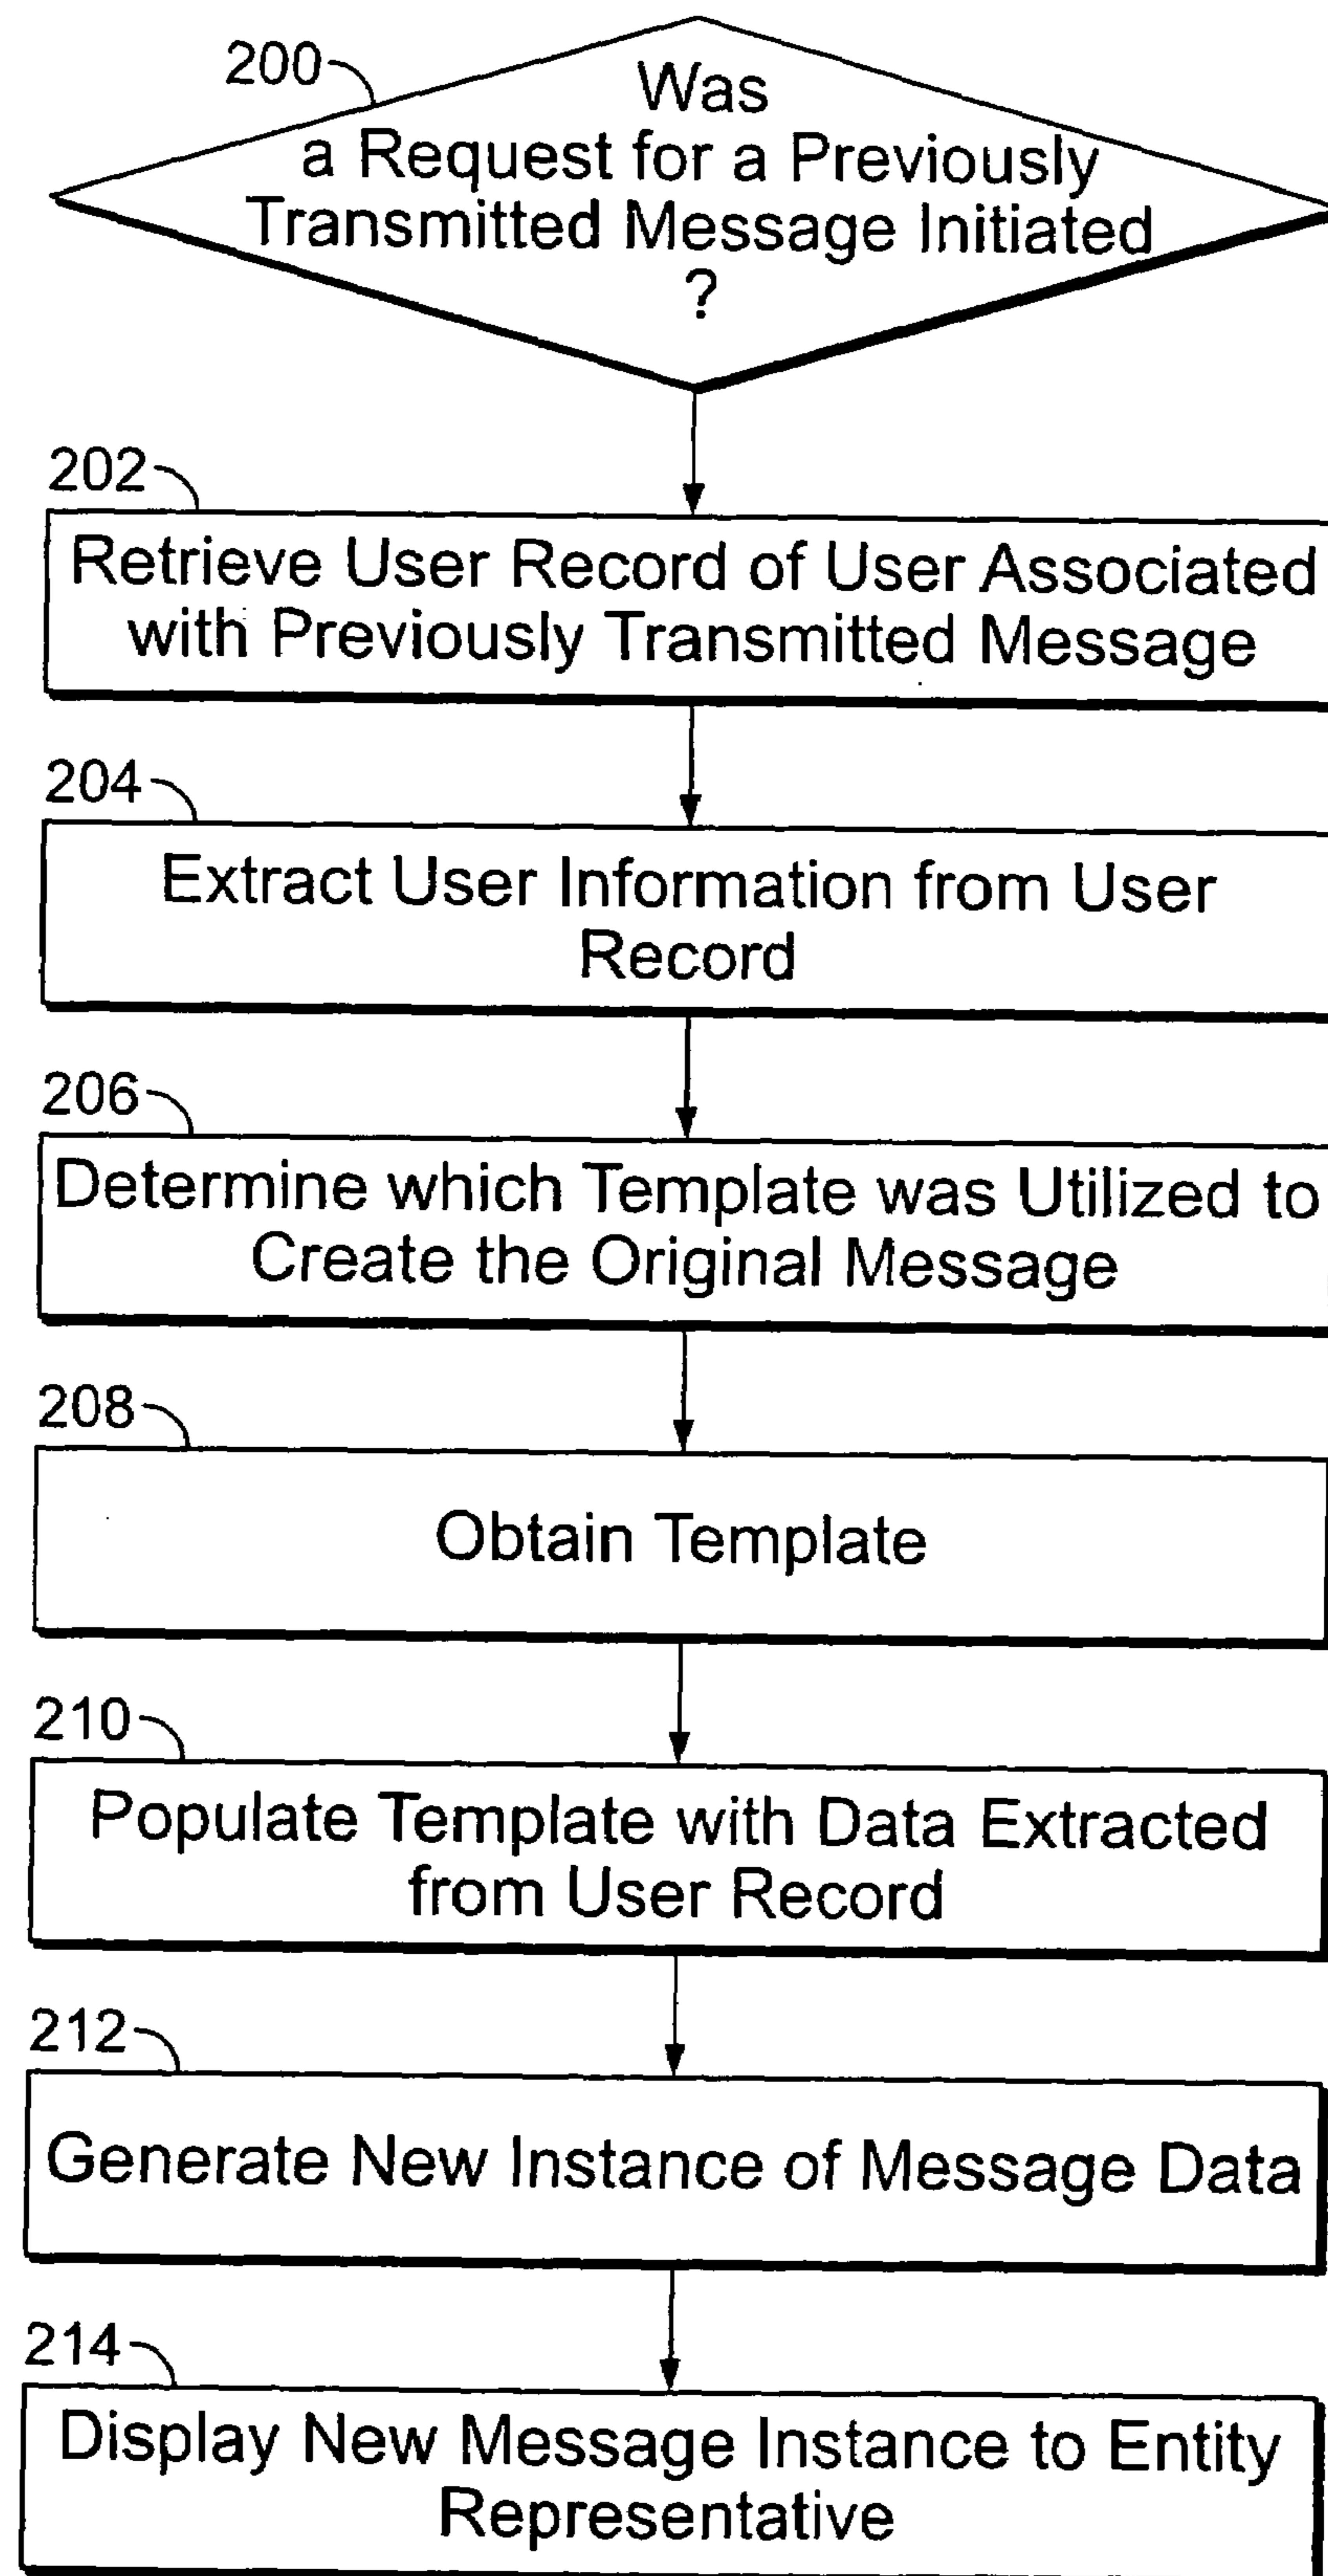 200
Was
a Request for a Previously
Transmitted Message Initiated
?
202
Retrieve User Record of User Associated
with Previously Transmitted Message
204
Extract User Information from User
Record
206
Determine which Template was Utilized to
Create the Original Message
208
Obtain Template
210
Populate Template with Data Extracted
from User Record
212
Generate New Instance of Message Data
214
Display New Message Instance to Entity
Representative